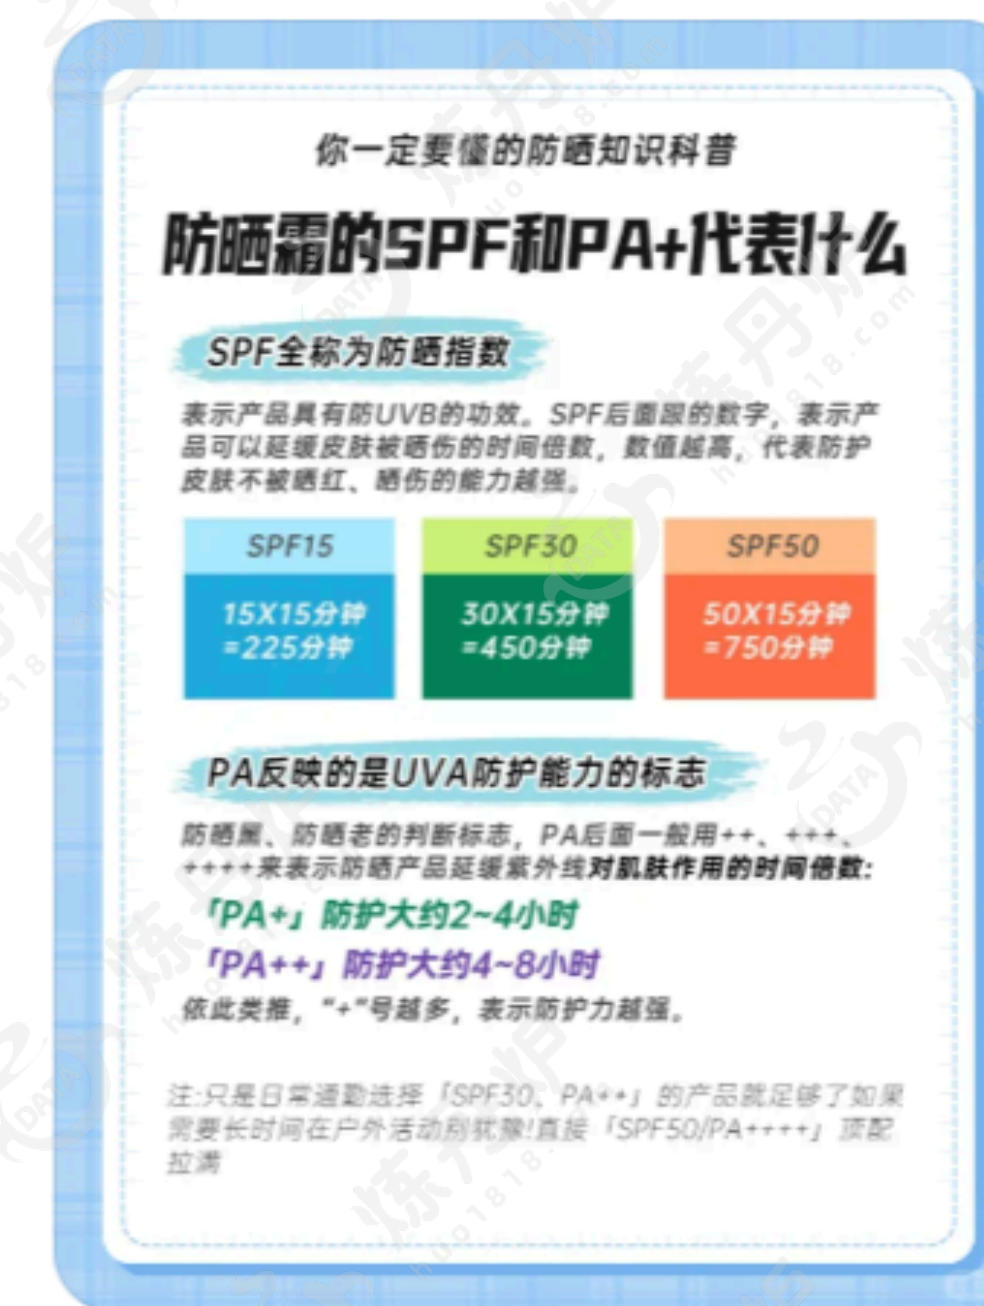 你一定要懂的防晒知识科普
防晒霜的SPF和PA+代表什么
SPF全称为防晒指数
表示产品具有防UVB的功效。SPF后面跟的数字，表示产
品可以延缓皮肤被晒伤的时间倍数，数值越高，代表防护
皮肤不被晒红、晒伤的能力越强。
SPF15
15X15分钟
=225分钟
SPF30
30X15分钟
=450分钟
SPF50
50X15分钟
=750分钟
PA反映的是UVA防护能力的标志
防晒黑、防晒老的判断标志，PA后面一般用++、+++、
++++来表示防晒产品延缓紫外线对肌肤作用的时间倍数:
「PA+」防护大约2~4小时
「PA++」防护大约4~8小时
依此类推，“+”号越多，表示防护力越强。
注:只是日常通勤选择「SPF30、PA++」的产品就足够了如果
需要长时间在户外活动别犹豫!直接「SPF50/PA++++」顶配
拉满
炼丹炉
huo1818.com
DATA